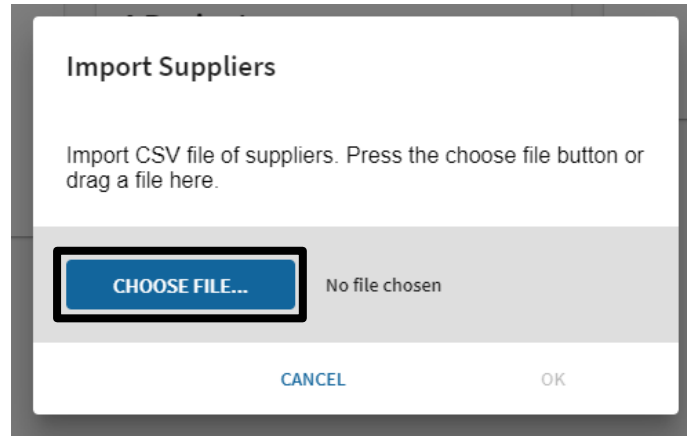 Import Suppliers
Import CSV file of suppliers. Press the choose file button or
drag a file here.
CHOOSE FILE...
No file chosen
CANCEL
OK